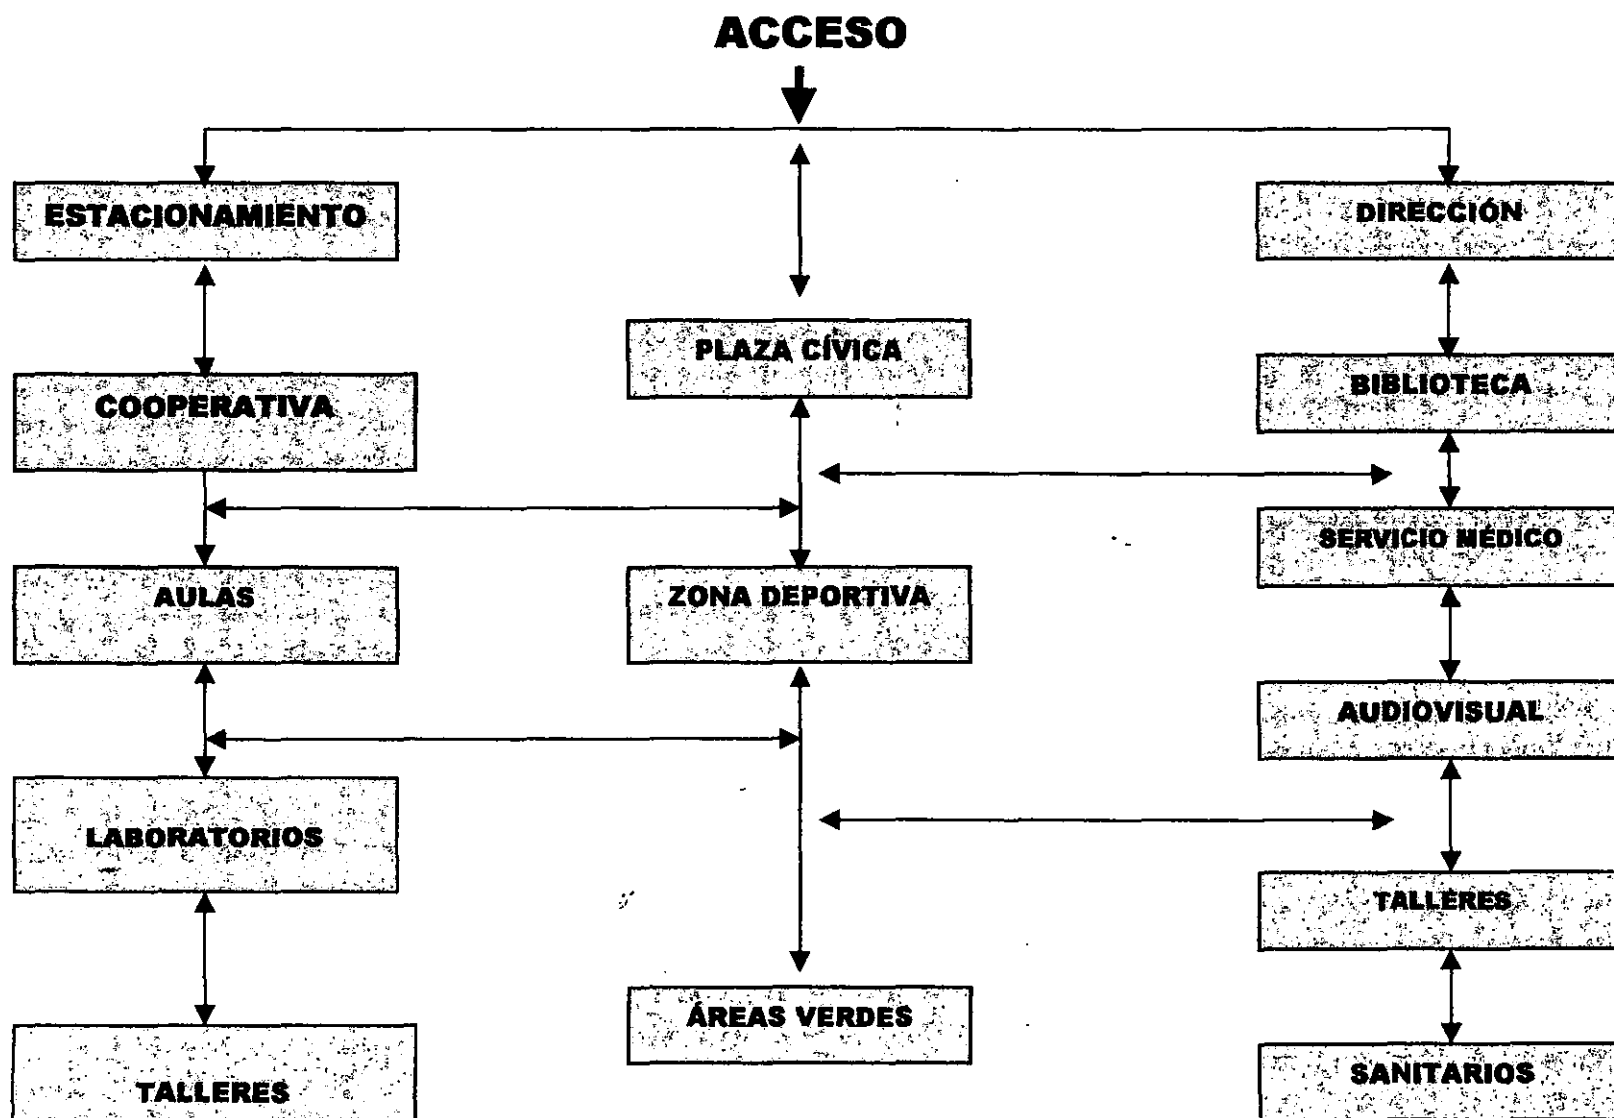 ACCESO
ESTACIONAMIENTO
DIRECCIÓN
PLAZA CÍVICA
BIBLIOTECA
COOPERATIVA
SERVICIO MÉDICO
AULAS
ZONA DEPORTIVA
AUDIOVISUAL
LABORATORIOS
TALLERES
ÁREAS VERDES
SANITARIOS
TALLERES